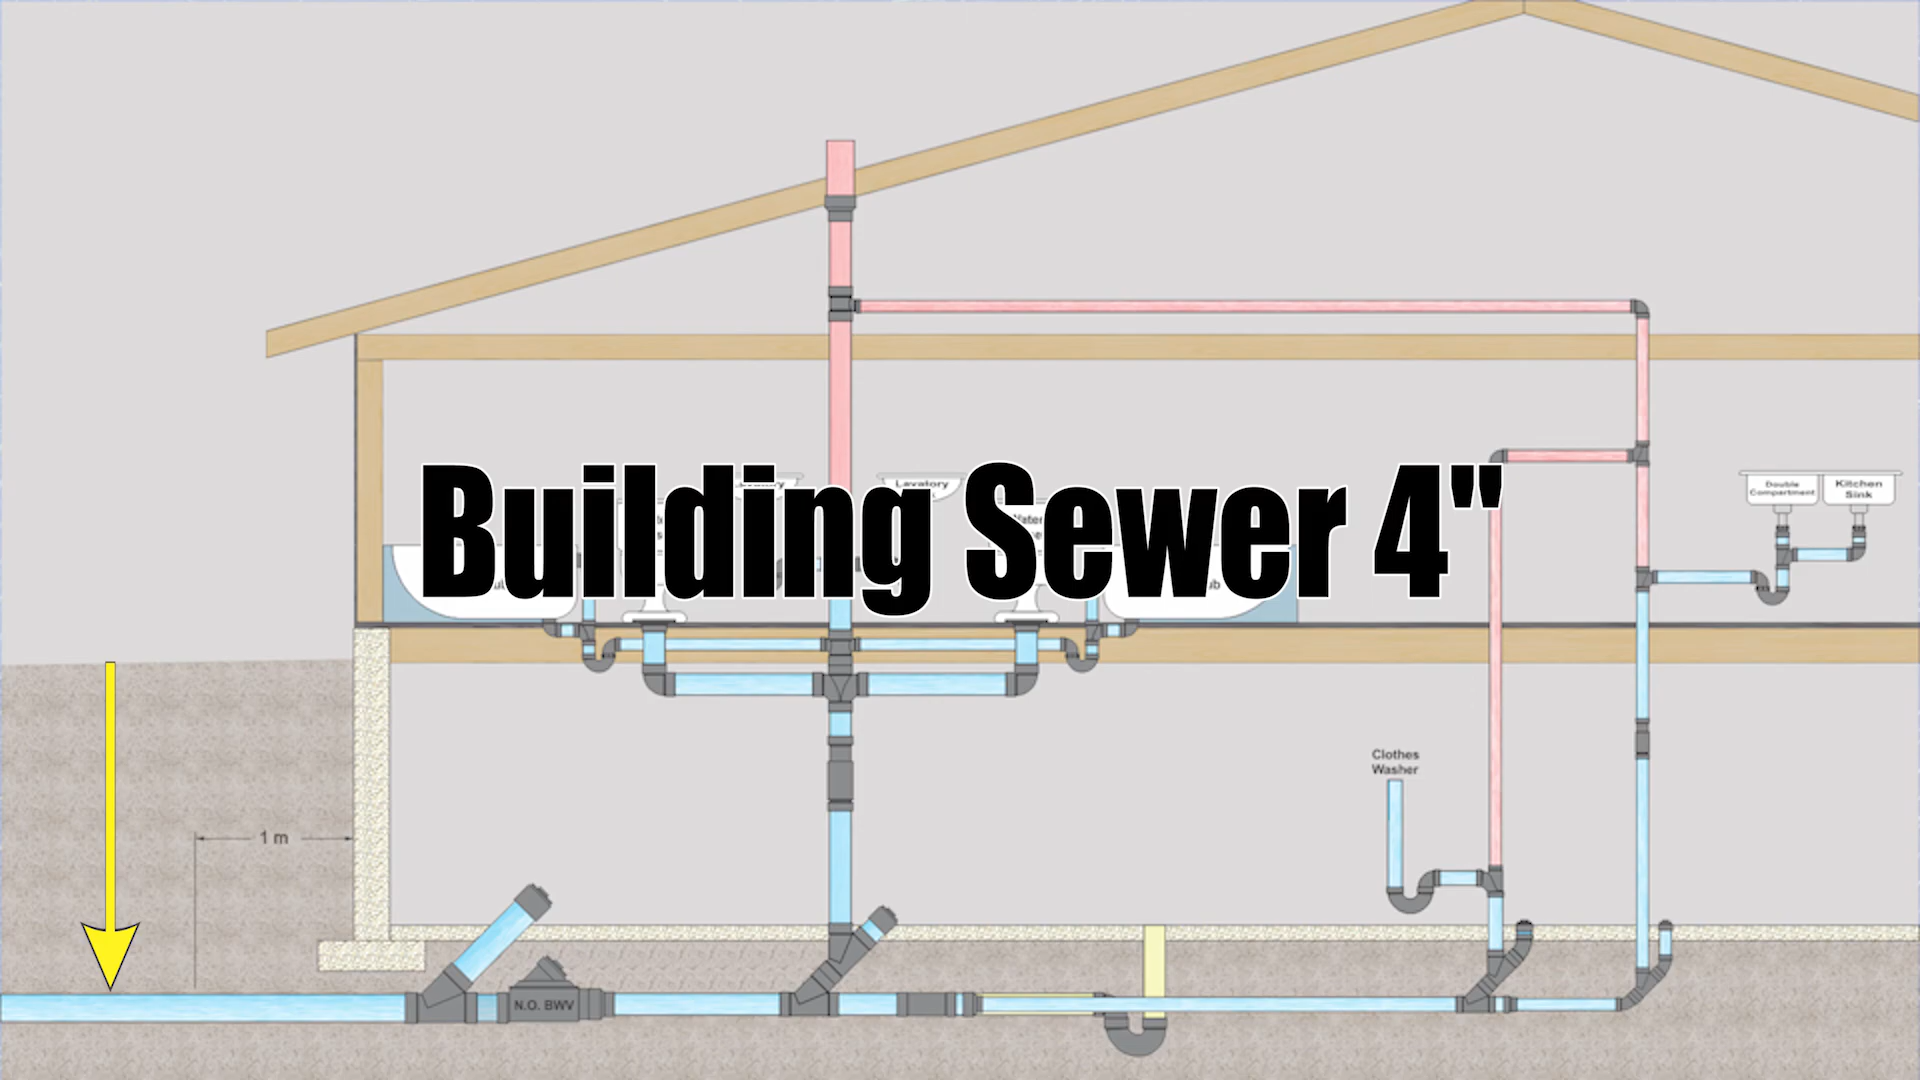 Building Sewer 4"
Lavatory
Double
Compartment
Kitchen
Sink
Clothes
Washer
1 m
N.O. BWV